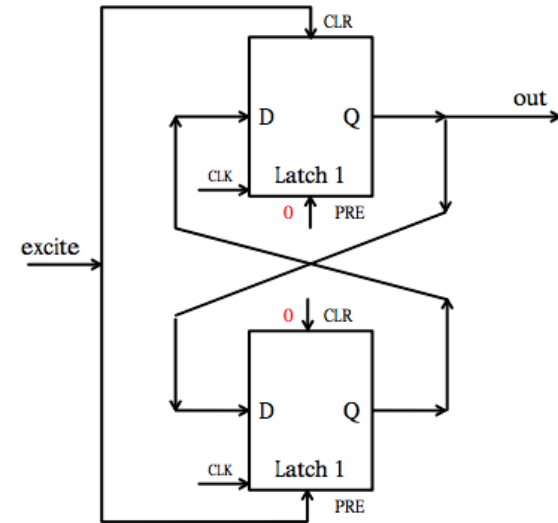 CLR
out
D Q
CLK
Latch 1
0 PRE
excite
0 CLR
D Q
CLK
Latch 1
PRE